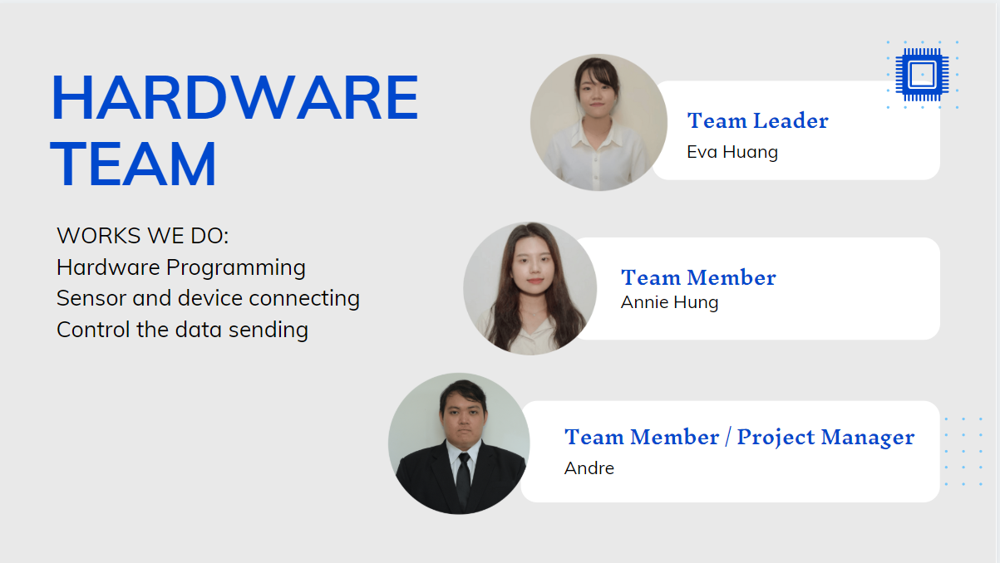 HARDWARE
TEAM
WORKS WE DO:
Hardware Programming
Sensor and device connecting
Control the data sending
Team Leader
Eva Huang
Team Member
Annie Hung
Team Member / Project Manager
Andre